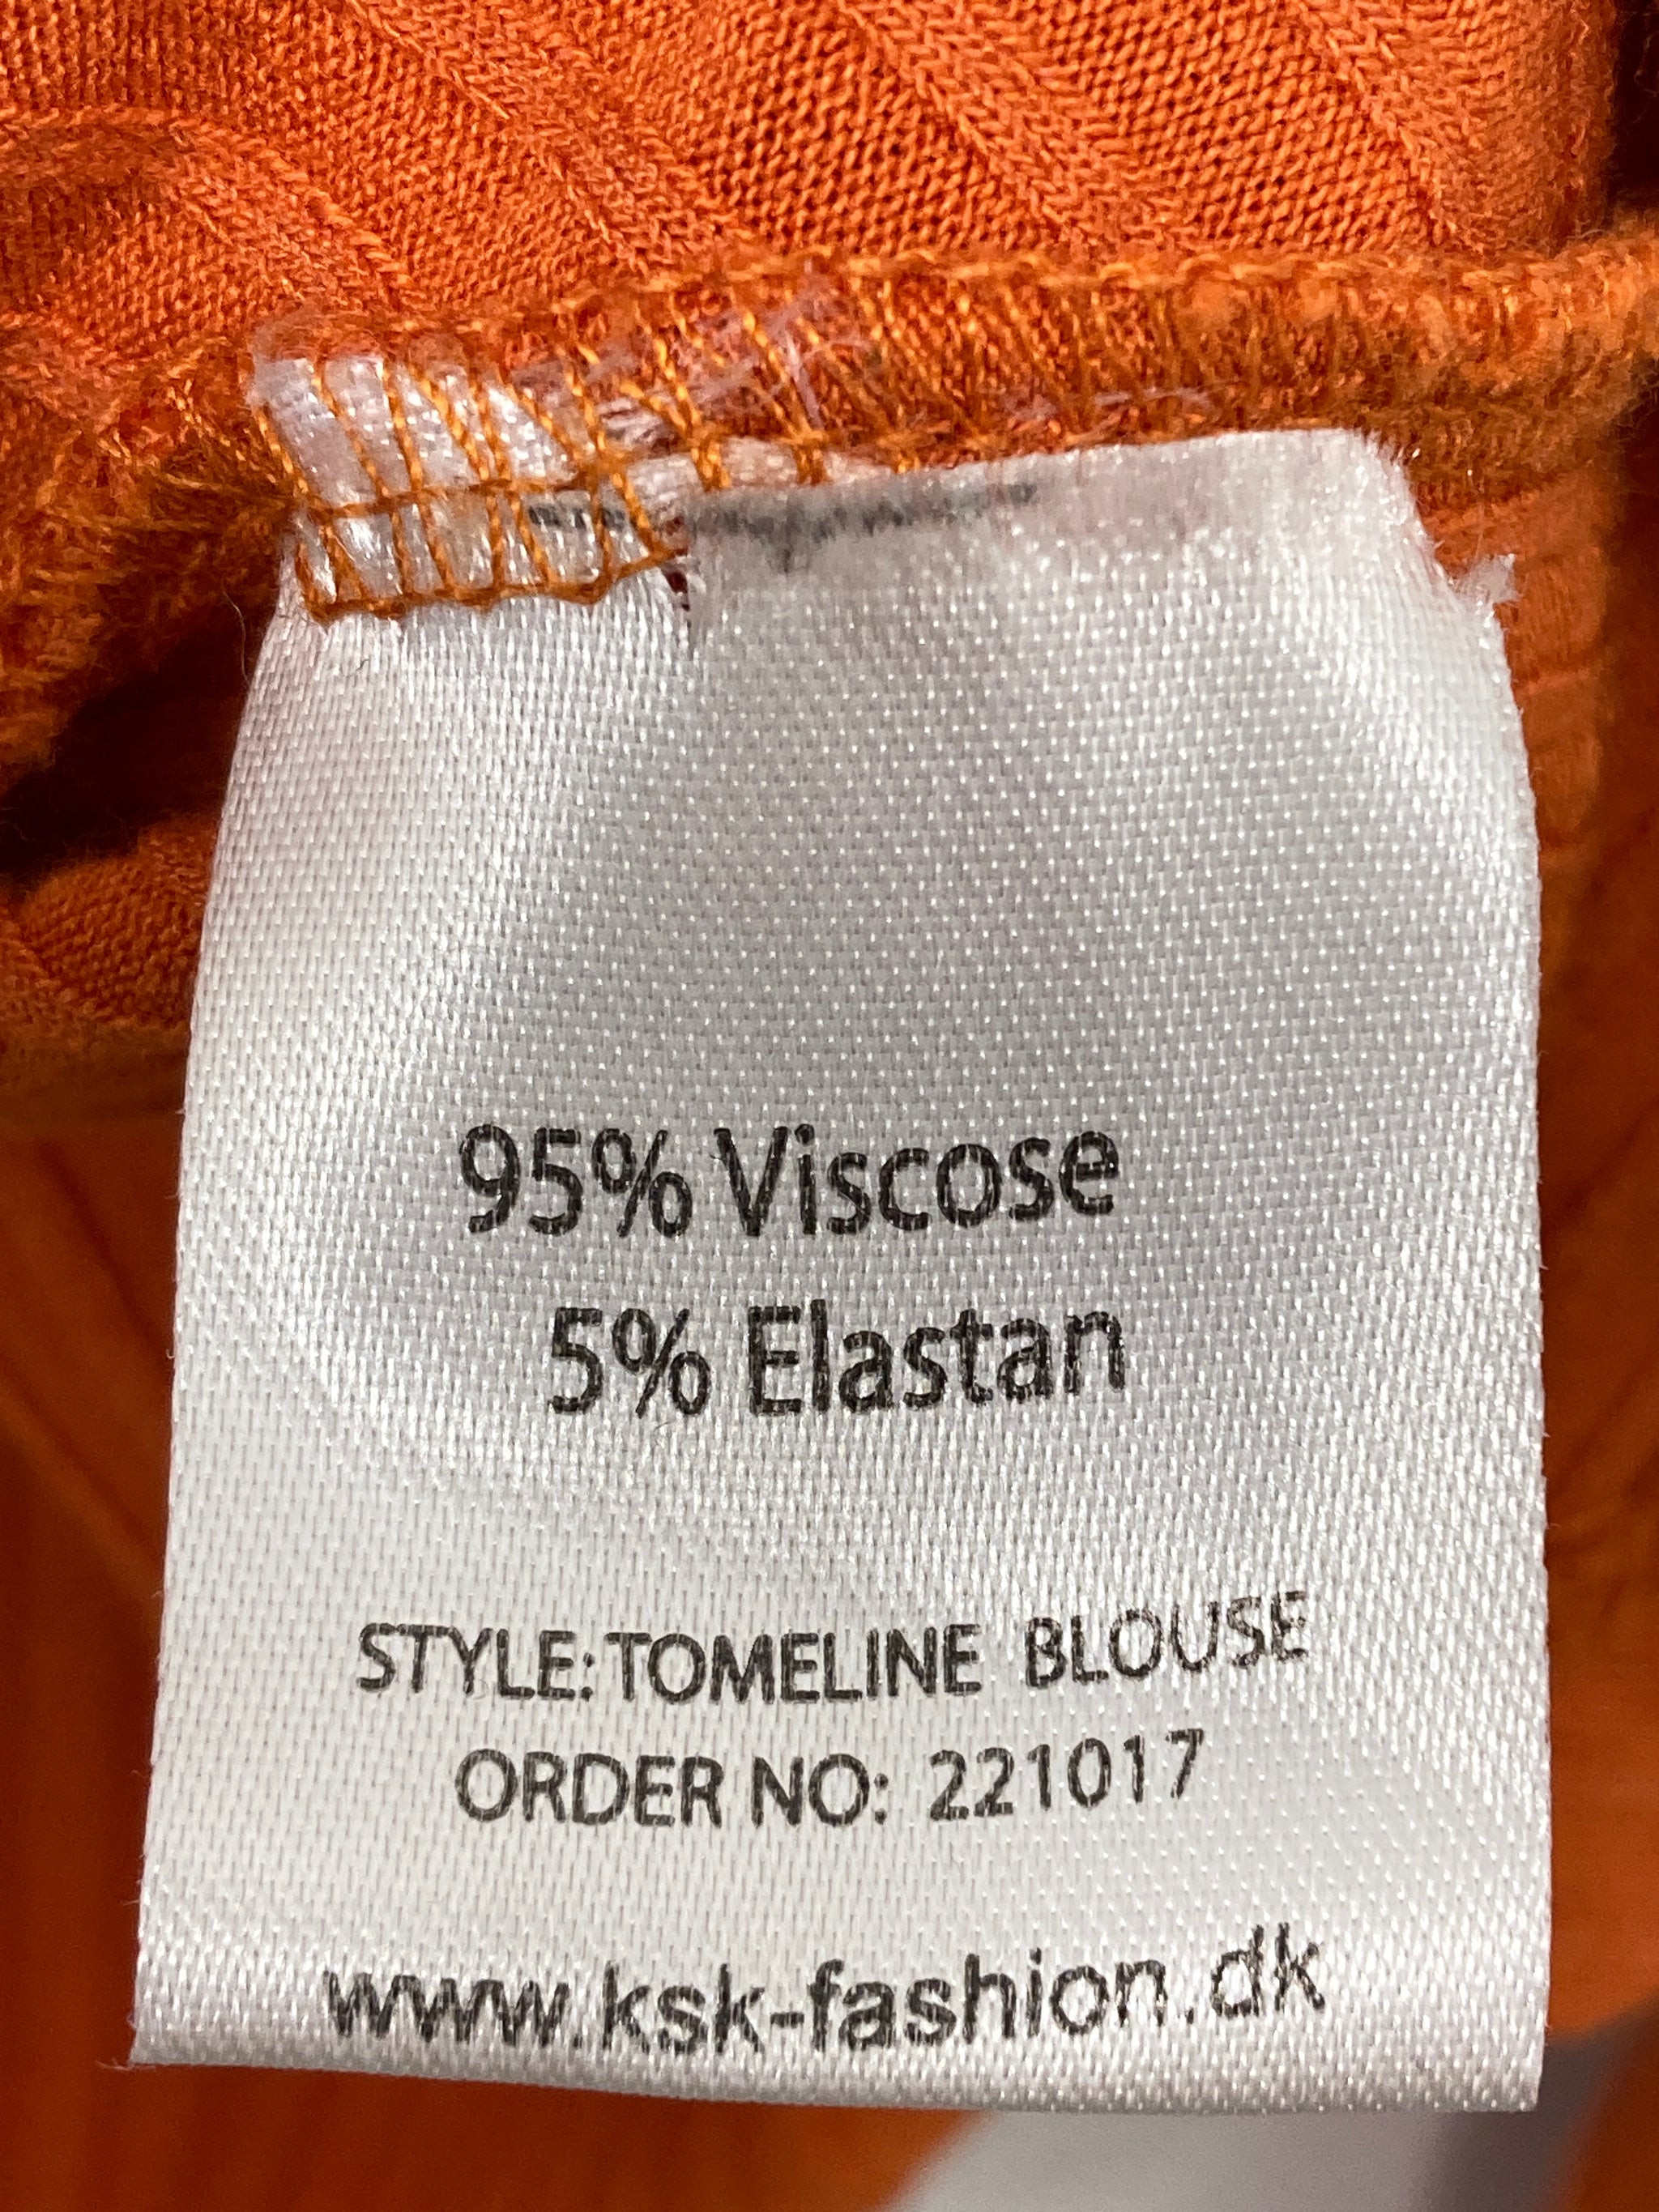 95% Viscose
5% Elastan
STYLE: TOMELINE BLOUSE
ORDER NO: 221017
www.ksk-fashion.dk